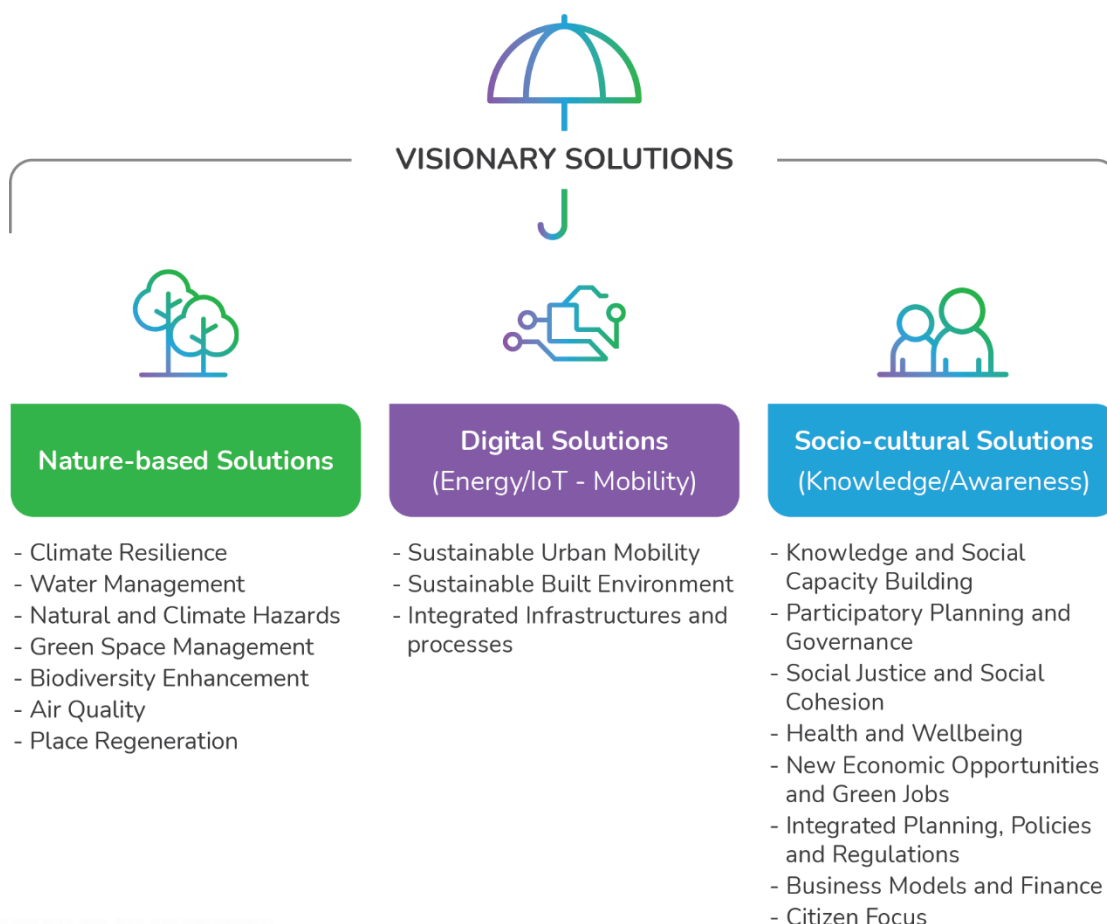 VISIONARY SOLUTIONS
Nature-based Solutions
- Climate Resilience
- Water Management
- Natural and Climate Hazards
- Green Space Management
- Biodiversity Enhancement
- Air Quality
- Place Regeneration
Digital Solutions
(Energy/IoT - Mobility)
- Sustainable Urban Mobility
- Sustainable Built Environment
- Integrated Infrastructures and
processes
Socio-cultural Solutions
(Knowledge/Awareness)
- Knowledge and Social
Capacity Building
- Participatory Planning and
Governance
- Social Justice and Social
Cohesion
- Health and Wellbeing
- New Economic Opportunities
and Green Jobs
- Integrated Planning, Policies
and Regulations
- Business Models and Finance
- Citizen Focus